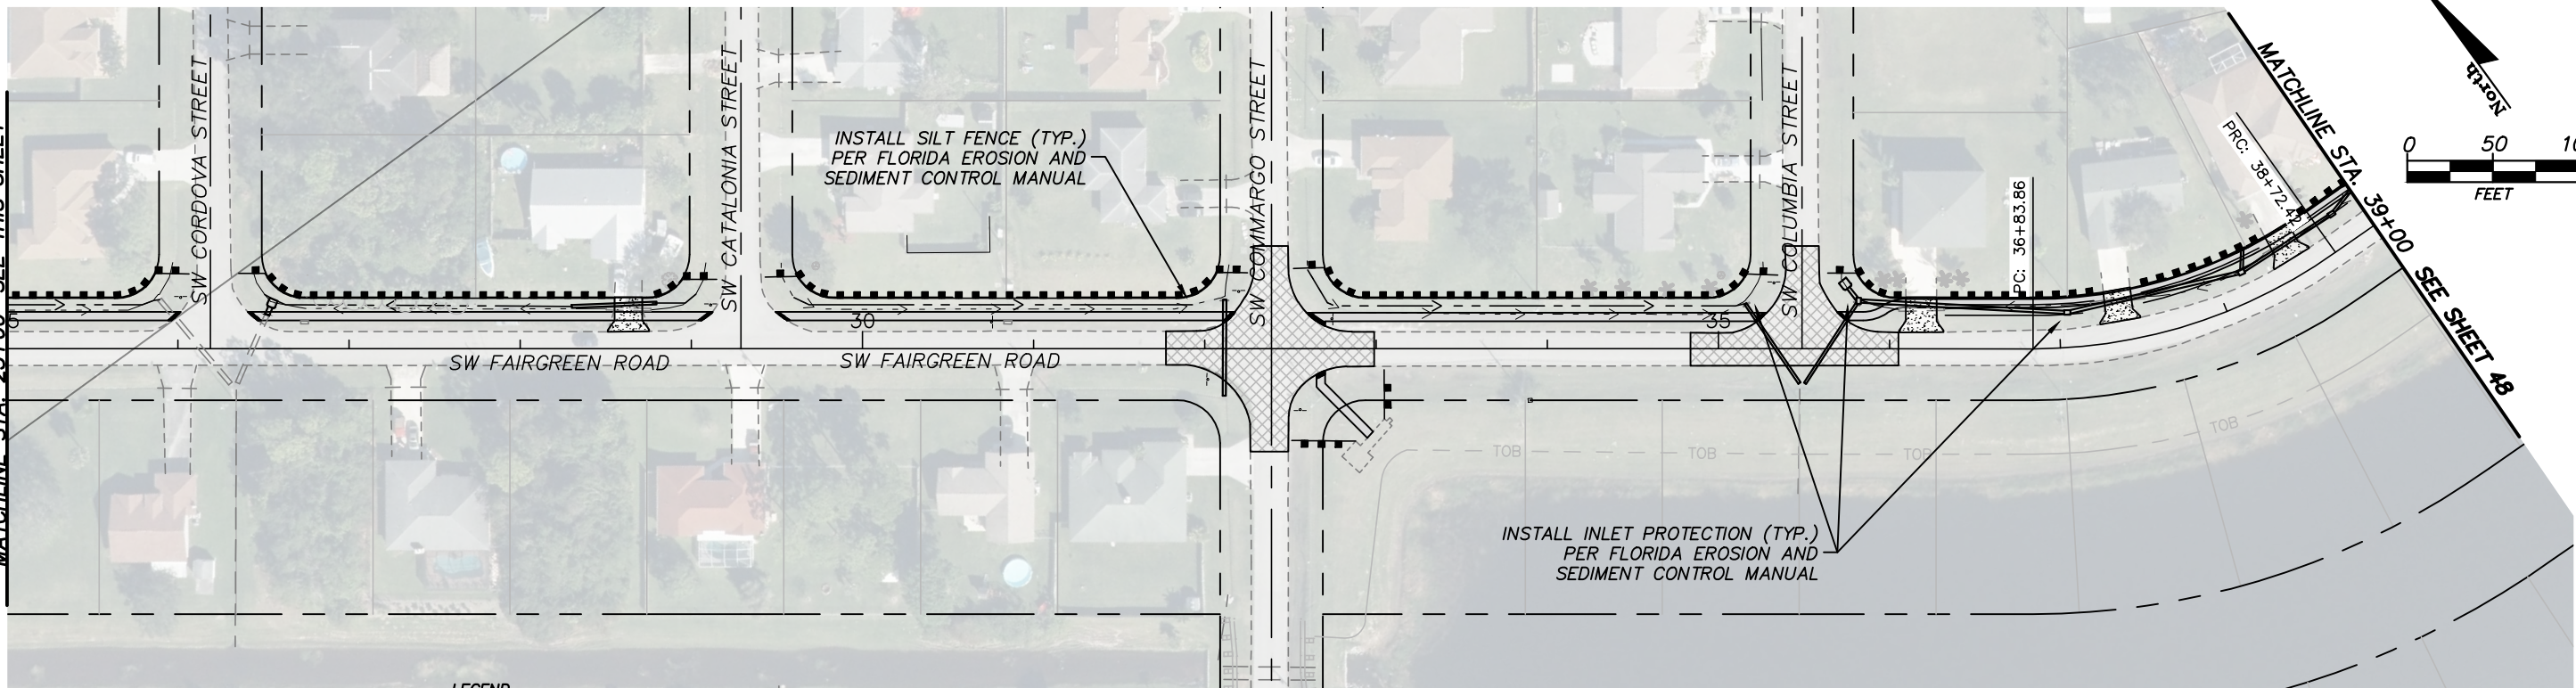 SW CORDOVA STREET
SW CATALONIA STREET
INSTALL SILT FENCE (TYP.)
PER FLORIDA EROSION AND
SEDIMENT CONTROL MANUAL
SW COMMARGO STREET
SW COLUMBIA STREET
PC: 36+83.86
PRC: 38+72.42
MATCHLINE STA. 39+00 SEE SHEET 48
North
0 50
FEET
30
35
SW FAIRGREEN ROAD
SW FAIRGREEN ROAD
TOB
TOB
TOB
TOB
INSTALL INLET PROTECTION (TYP.)
PER FLORIDA EROSION AND
SEDIMENT CONTROL MANUAL
LEGEND